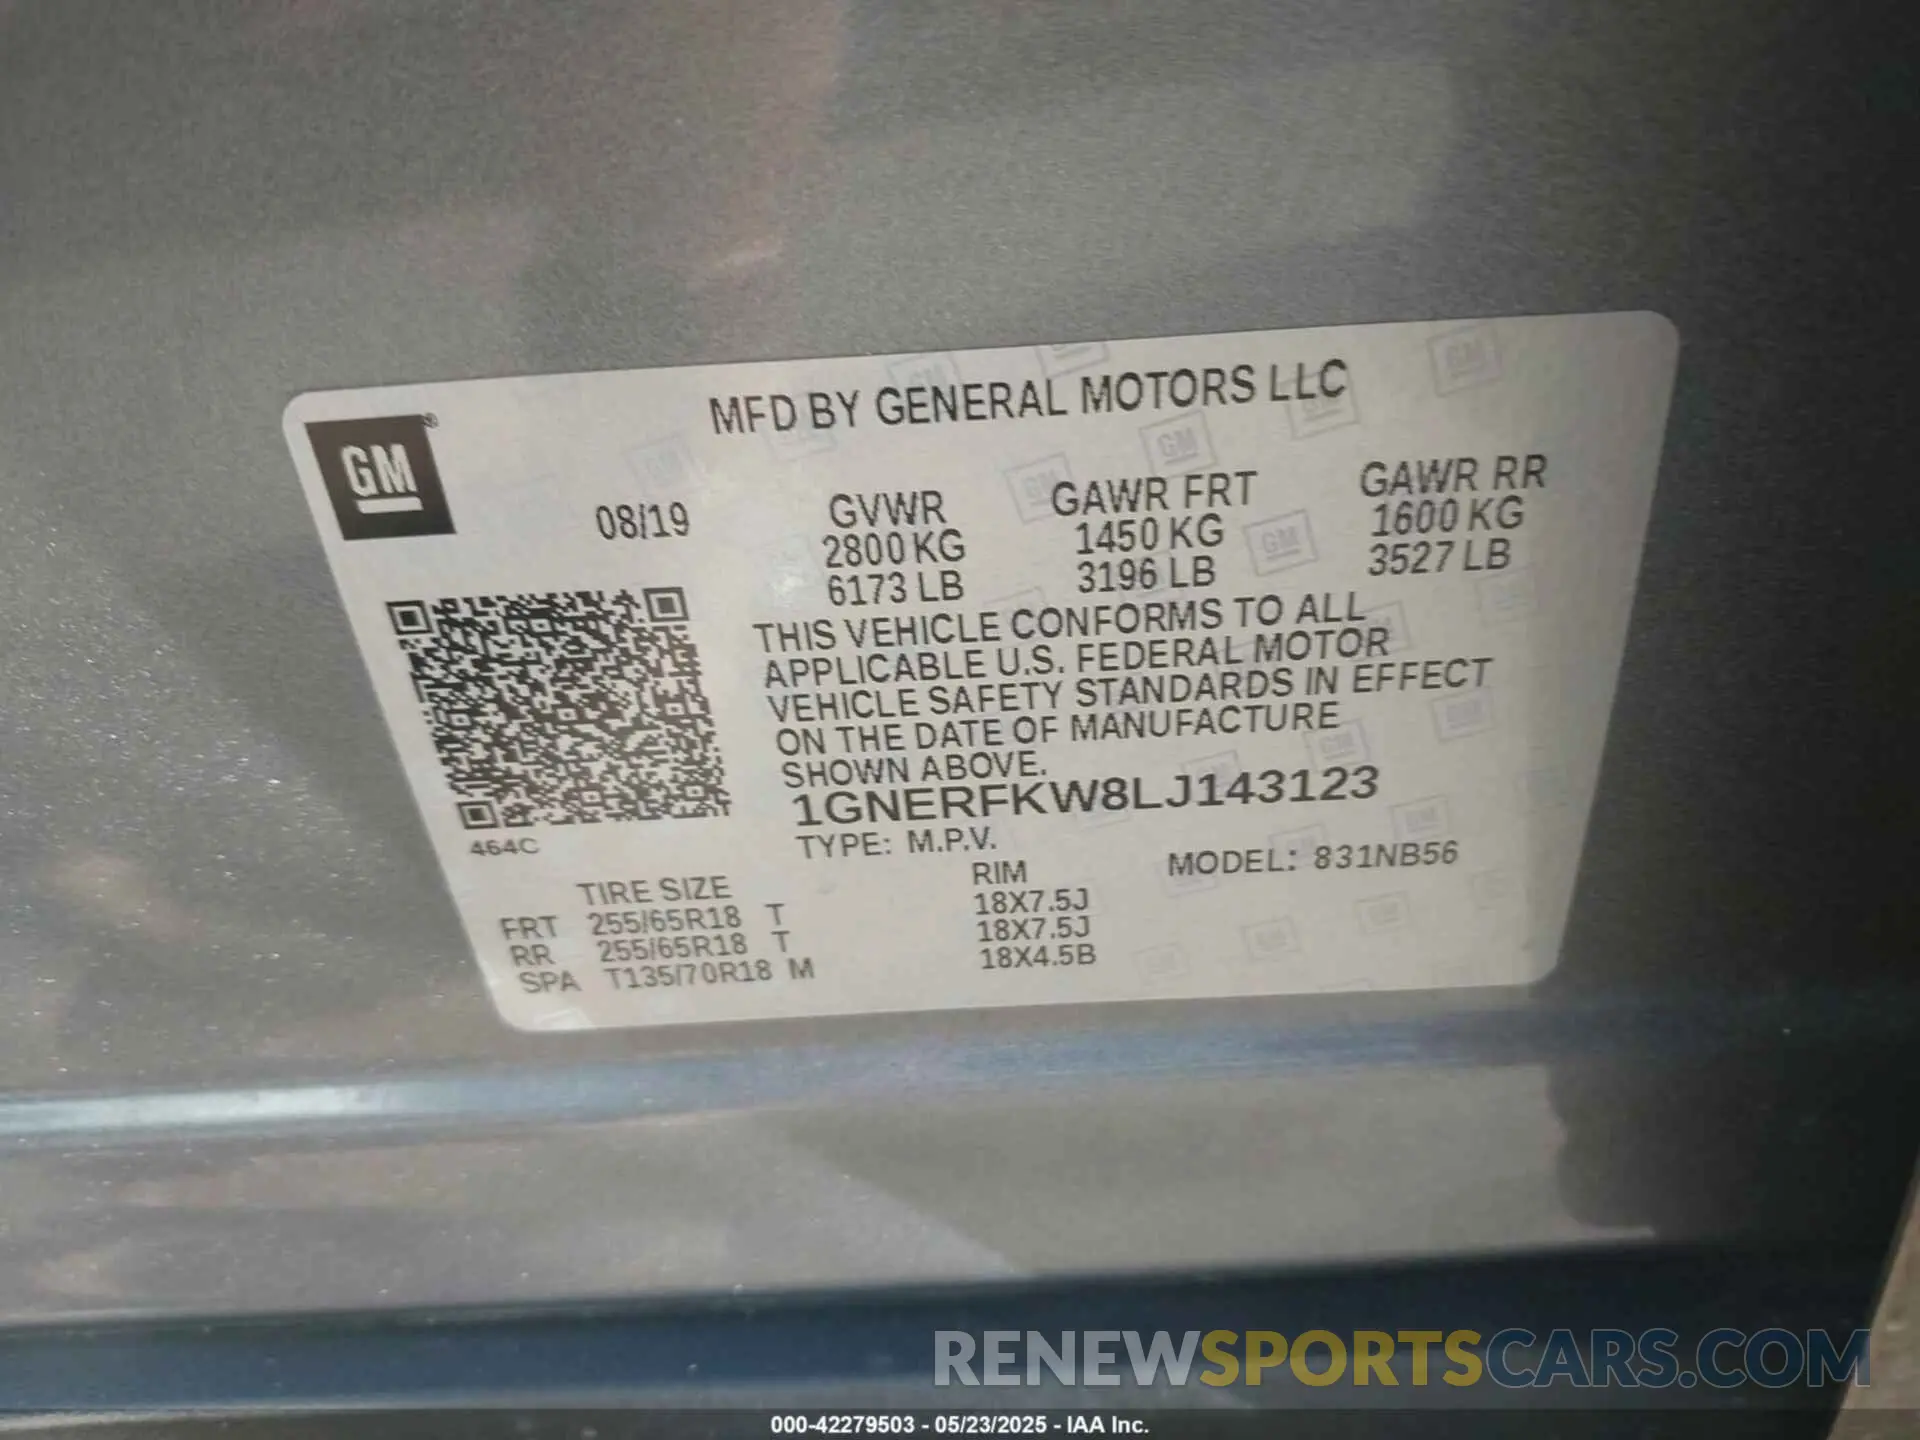 MFD BY GENERAL MOTORS LLC
GM®
08/19
GVWR GAWR FRT GAWR RR
2800 KG 1450 KG 1600 KG
6173 LB 3196 LB 3527 LB
THIS VEHICLE CONFORMS TO ALL
APPLICABLE U.S. FEDERAL MOTOR
VEHICLE SAFETY STANDARDS IN EFFECT
ON THE DATE OF MANUFACTURE
SHOWN ABOVE.
1GNERFKW8LJ143123
464C
TYPE: M.P.V. MODEL: 831NB56
TIRE SIZE RIM
FRT 255/65R18 T 18X7.5J
RR 255/65R18 T 18X7.5J
SPA T135/70R18 M 18X4.5B
RENEWSPORTSCARS.COM
000-42279503 - 05/23/2025 - IAA Inc.